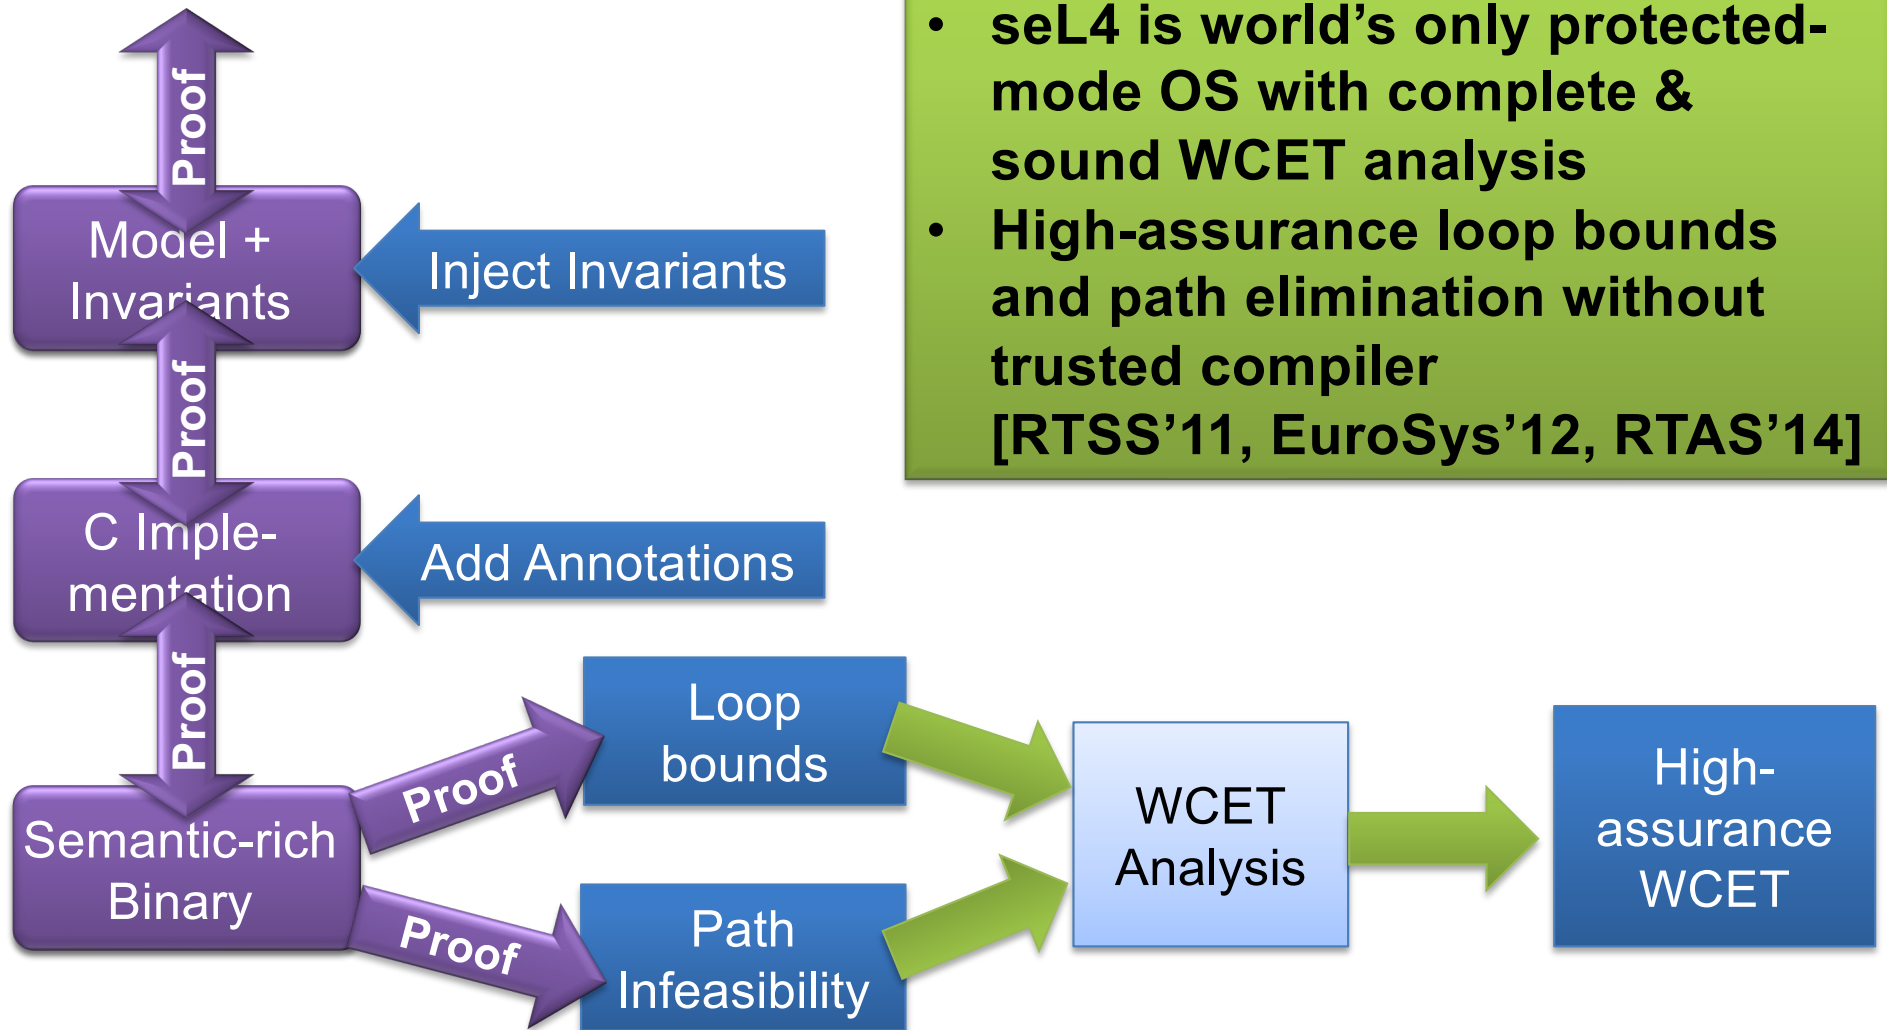 • seL4 is world’s only protected-
mode OS with complete &
sound WCET analysis
• High-assurance loop bounds
and path elimination without
trusted compiler
[RTSS’11, EuroSys’12, RTAS’14]
Proof
Model +
Invariants
Inject Invariants
Proof
C Imple-
mentation
Add Annotations
Proof
Semantic-rich
Binary
Proof
Proof
Loop
bounds
Path
Infeasibility
WCET
Analysis
High-
assurance
WCET